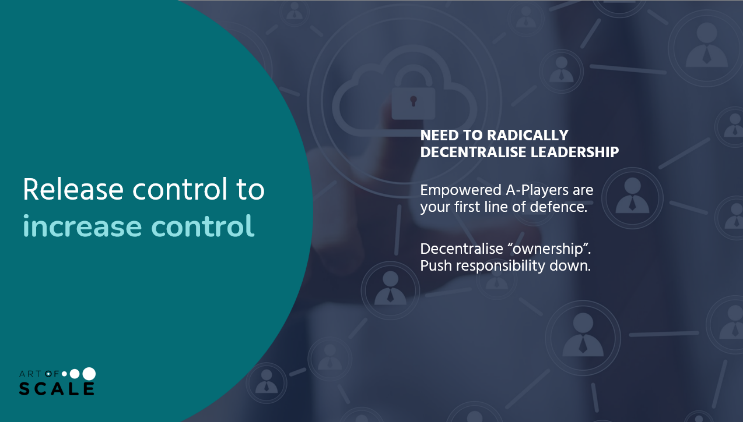 Release control to
increase control
NEED TO RADICALLY
DECENTRALISE LEADERSHIP
Empowered A-Players are
your first line of defence.
Decentralise “ownership”.
Push responsibility down.
ART OF
SCALE